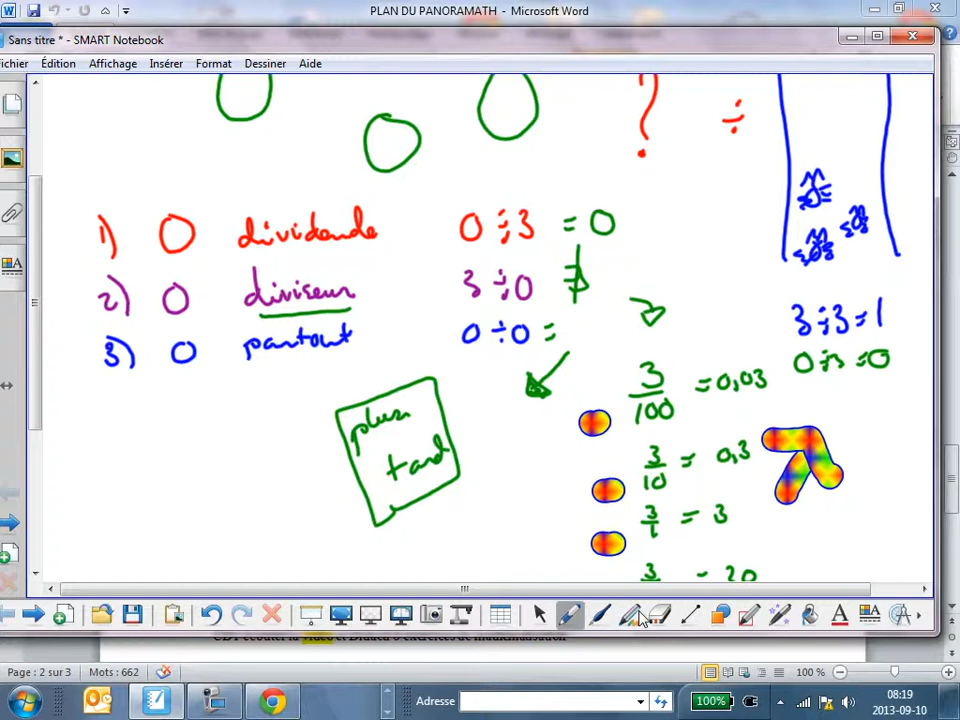 PLAN DU PANORAMATH - Microsoft Word
Sans titre * - SMART Notebook
Fichier Édition Affichage Insérer Format Dessiner Aide
? ÷
1) 0 dividende 0 ÷ 3 = 0
2) 0 diviseur 3 ÷ 0 ∄
3) 0 partout 0 ÷ 0 =
3 ÷ 3 = 1
0 ÷ 3 = 0
3/100 = 0,03
plus
tard
3/10 = 0,3
3/1 = 3
3 = 30
Page : 2 sur 3 Mots : 662 100 %
Adresse 100% 08:19
2013-09-10